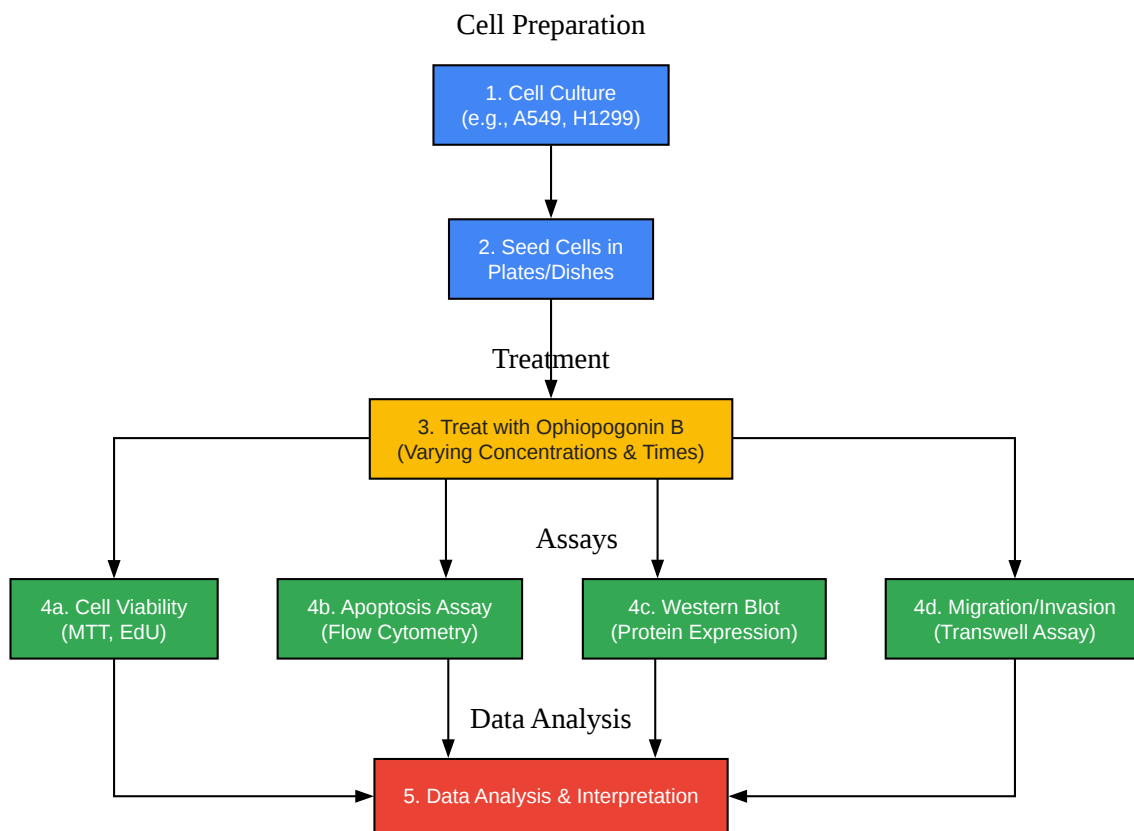 Cell Preparation
1. Cell Culture
(e.g., A549, H1299)
2. Seed Cells in
Plates/Dishes
Treatment
3. Treat with Ophiopogonin B
(Varying Concentrations & Times)
Assays
4a. Cell Viability
(MTT, EdU)
4b. Apoptosis Assay
(Flow Cytometry)
4c. Western Blot
(Protein Expression)
4d. Migration/Invasion
(Transwell Assay)
Data Analysis
5. Data Analysis & Interpretation